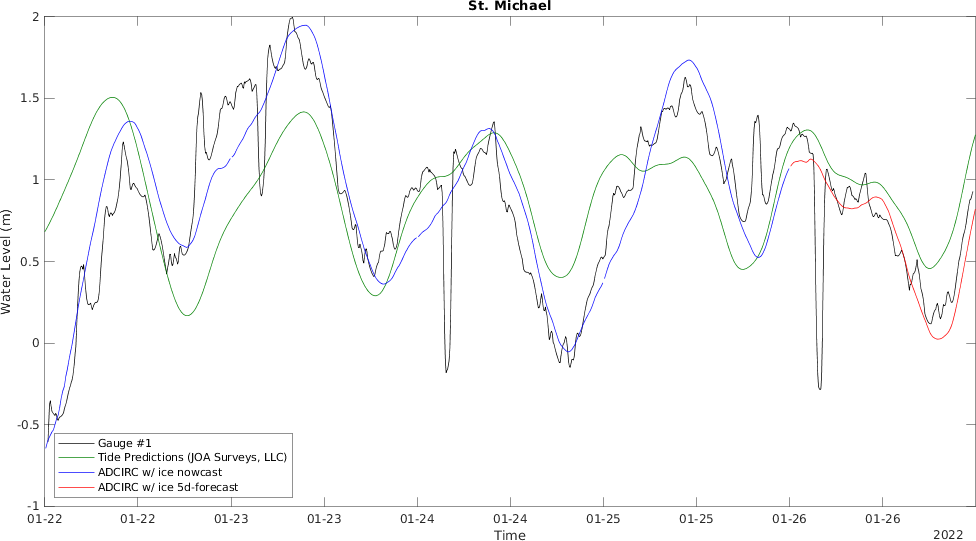 St. Michael
2
1.5
1
0.5
0
-0.5
-1
Water Level (m)
Gauge #1
Tide Predictions (JOA Surveys, LLC)
ADCIRC w/ ice nowcast
ADCIRC w/ ice 5d-forecast
01-22 01-22 01-23 01-23 01-24 01-24 01-25 01-25 01-26 01-26
Time
2022